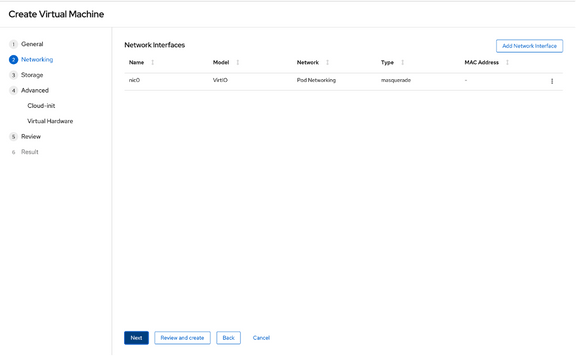 Create Virtual Machine
1 General
2 Networking
3 Storage
4 Advanced
Cloud-init
Virtual Hardware
5 Review
6 Result
Network Interfaces
Add Network Interface
Name Model Network Type MAC Address
nic0 VirtIO Pod Networking masquerade -
Next Review and create Back Cancel